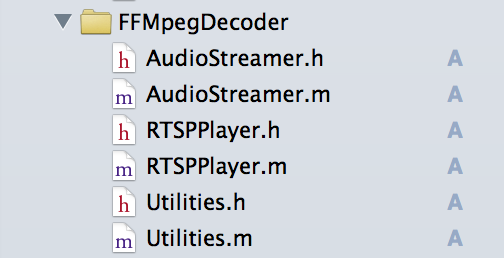 FFMpegDecoder
h AudioStreamer.h A
m AudioStreamer.m A
h RTSPPlayer.h A
m RTSPPlayer.m A
h Utilities.h A
m Utilities.m A